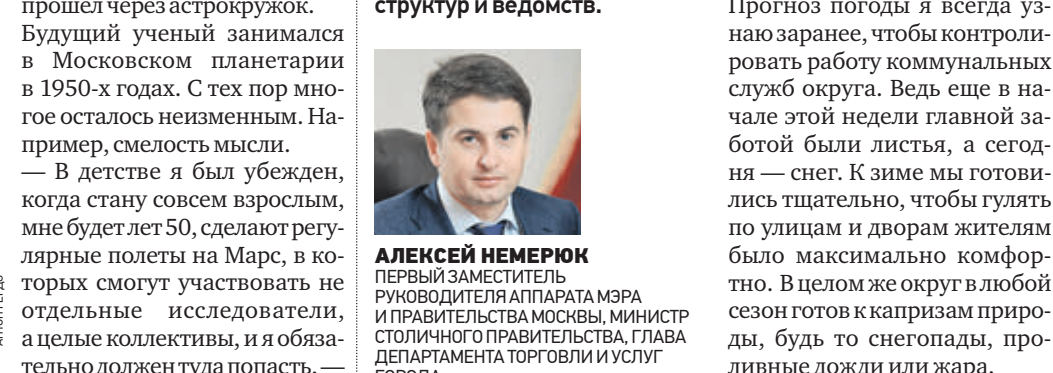 прошел через астрокружок.
Будущий ученый занимался
в Московском планетарии
в 1950-х годах. С тех пор мно-
гое осталось неизменным. На-
пример, смелость мысли.
— В детстве я был убежден,
когда стану совсем взрослым,
мне будет лет 50, сделают регу-
лярные полеты на Марс, в ко-
торых смогут участвовать не
отдельные исследователи,
а целые коллективы, и я обяза-
тельно должен туда попасть, —
структур и ведомств.
АЛЕКСЕЙ НЕМЕРЮК
ПЕРВЫЙ ЗАМЕСТИТЕЛЬ
РУКОВОДИТЕЛЯ АППАРАТА МЭРА
И ПРАВИТЕЛЬСТВА МОСКВЫ, МИНИСТР
СТОЛИЧНОГО ПРАВИТЕЛЬСТВА, ГЛАВА
ДЕПАРТАМЕНТА ТОРГОВЛИ И УСЛУГ
ГОРОДА
Прогноз погоды я всегда уз-
наю заранее, чтобы контроли-
ровать работу коммунальных
служб округа. Ведь еще в на-
чале этой недели главной за-
ботой были листья, а сегод-
ня — снег. К зиме мы готови-
лись тщательно, чтобы гулять
по улицам и дворам жителям
было максимально комфор-
тно. В целом же округ в любой
сезон готов к капризам приро-
ды, будь то снегопады, про-
ливные дожди или жара.